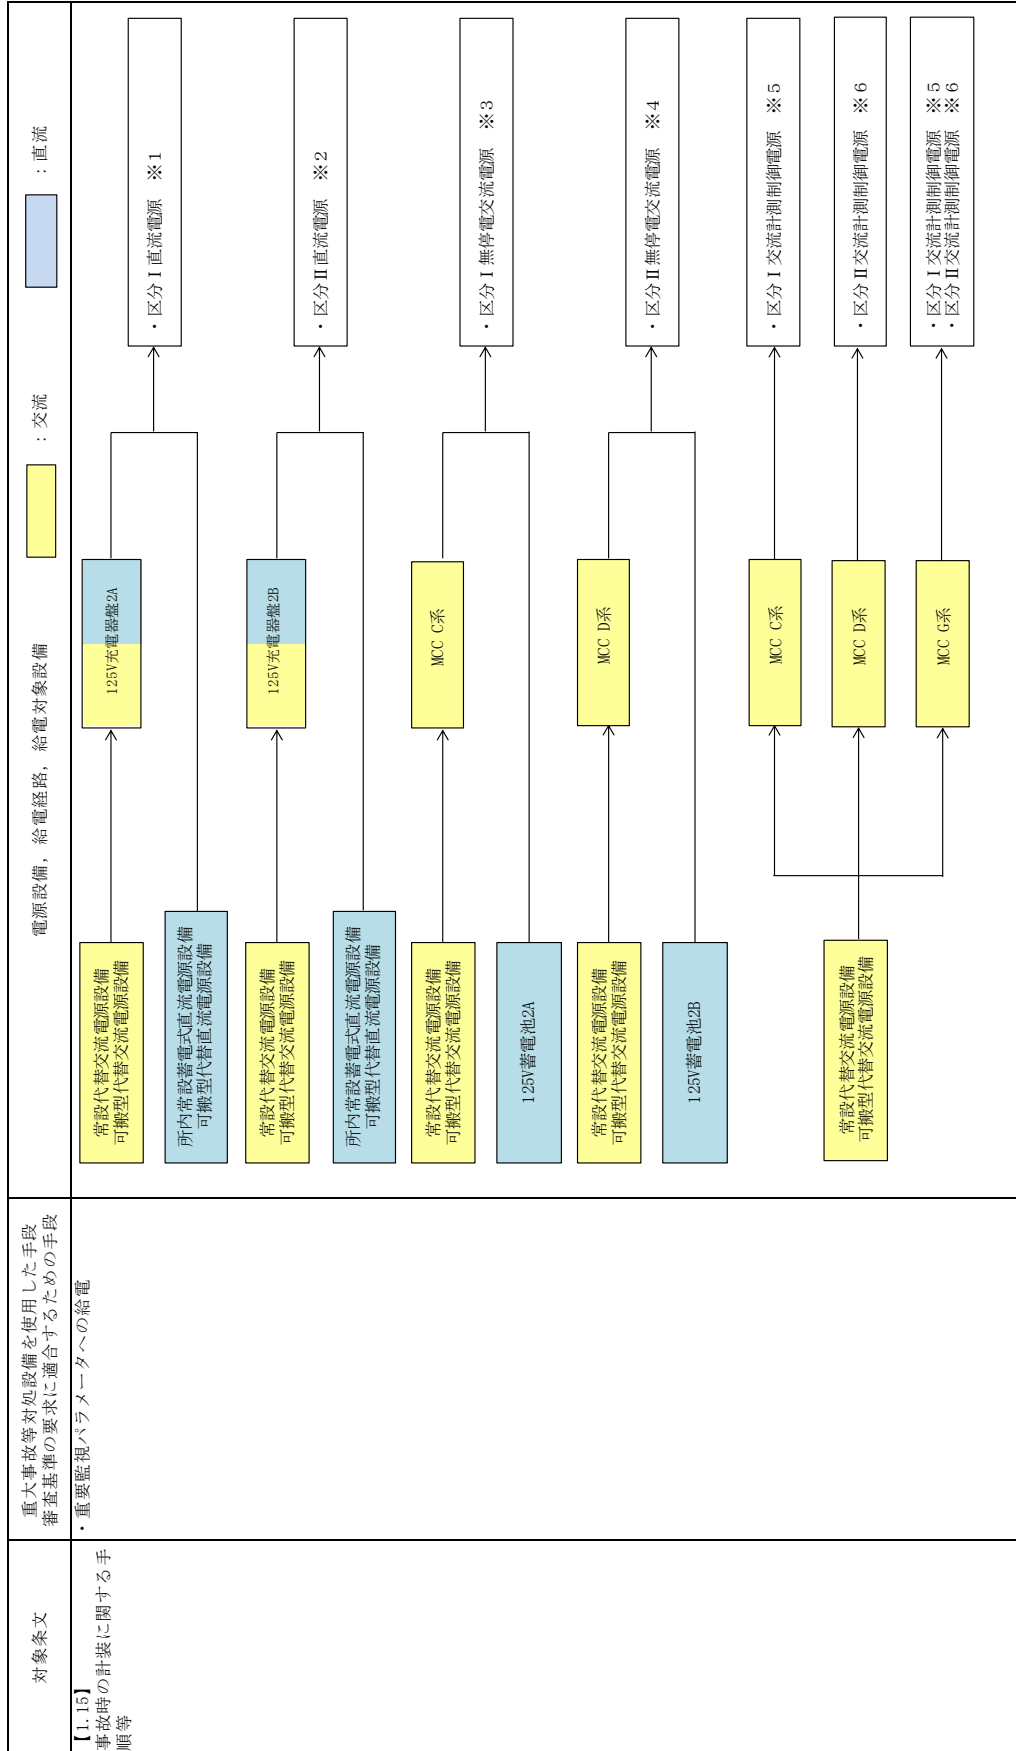 対象条文
重大事故等対処設備を使用した手段
審査基準の要求に適合するための手段
電源設備，給電経路，給電対象設備
：交流
：直流
【1.15】
事故時の計装に関する手
順等
・重要監視パラメータへの給電
常設代替交流電源設備
可搬型代替交流電源設備
125V充電器盤2A
・区分Ⅰ直流電源　※1
所内常設蓄電式直流電源設備
可搬型代替直流電源設備
常設代替交流電源設備
可搬型代替交流電源設備
125V充電器盤2B
・区分Ⅱ直流電源　※2
所内常設蓄電式直流電源設備
可搬型代替直流電源設備
常設代替交流電源設備
可搬型代替交流電源設備
MCC C系
・区分Ⅰ無停電交流電源　※3
125V蓄電池2A
常設代替交流電源設備
可搬型代替交流電源設備
MCC D系
・区分Ⅱ無停電交流電源　※4
125V蓄電池2B
常設代替交流電源設備
可搬型代替交流電源設備
MCC C系
・区分Ⅰ交流計測制御電源　※5
MCC D系
・区分Ⅱ交流計測制御電源　※6
MCC G系
・区分Ⅰ交流計測制御電源　※5
・区分Ⅱ交流計測制御電源　※6